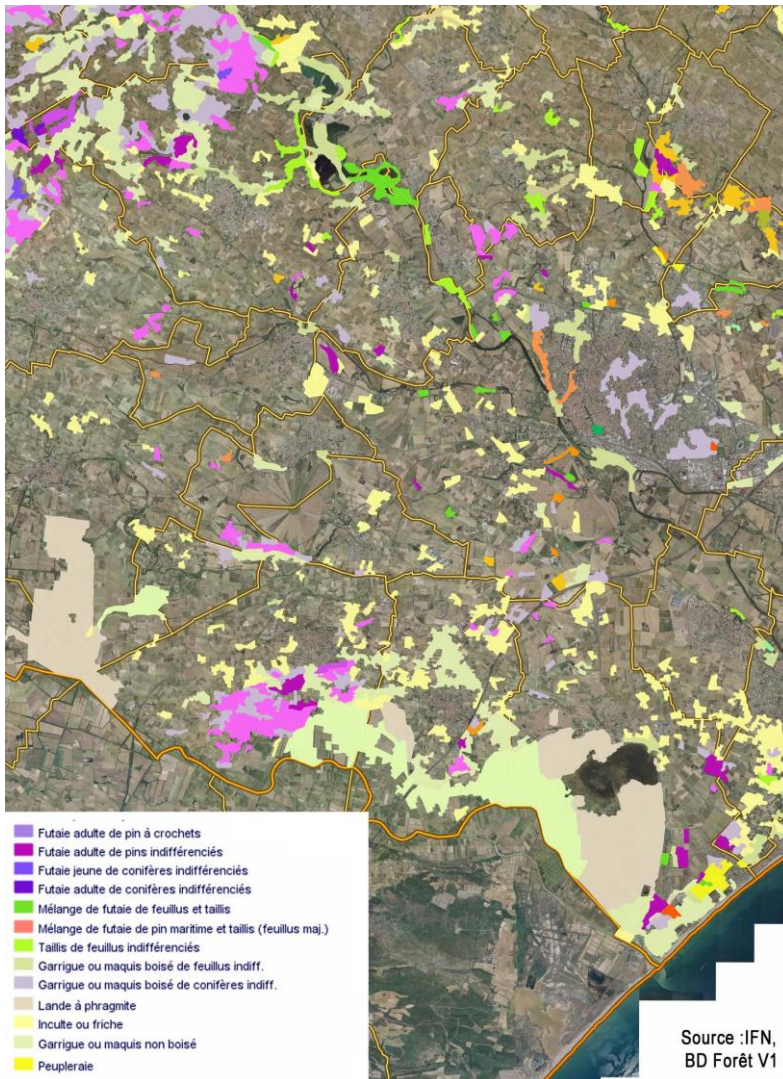 Futaie adulte de pin à crochets
Futaie adulte de pins indifférenciés
Futaie jeune de conifères indifférenciés
Futaie adulte de conifères indifférenciés
Mélange de futaie de feuillus et taillis
Mélange de futaie de pin maritime et taillis (feuillus maj.)
Taillis de feuillus indifférenciés
Garrigue ou maquis boisé de feuillus indiff.
Garrigue ou maquis boisé de conifères indiff.
Lande à phragmite
Inculte ou friche
Garrigue ou maquis non boisé
Peupleraie
Source :IFN,
BD Forêt V1